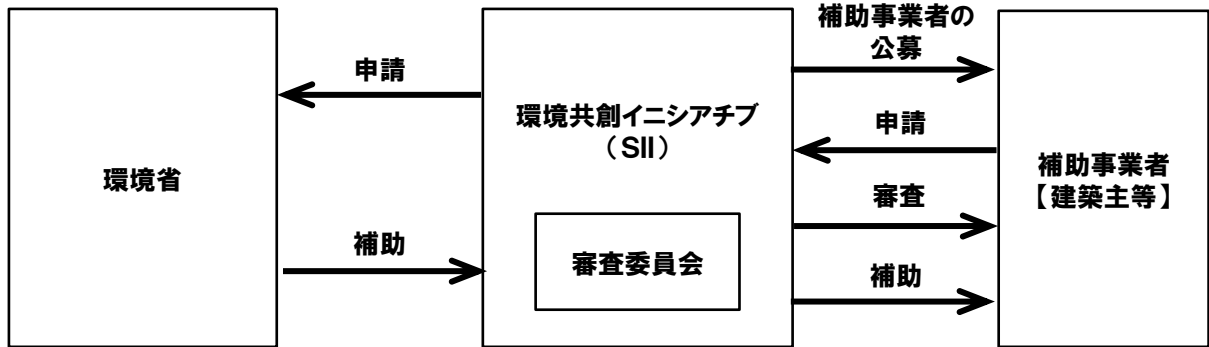 環境省
申請
補助
環境共創イニシアチブ
（SII）
審査委員会
補助事業者の
公募
申請
審査
補助
補助事業者
【建築主等】